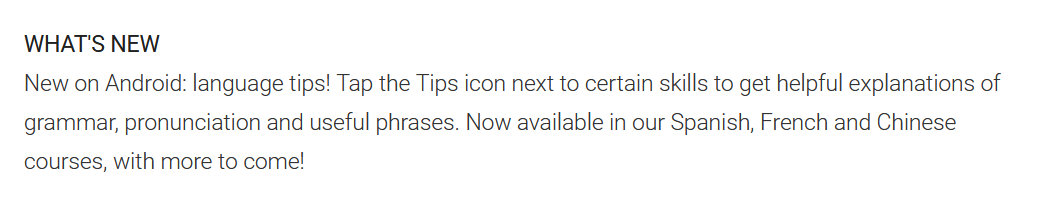 WHAT'S NEW
New on Android: language tips! Tap the Tips icon next to certain skills to get helpful explanations of
grammar, pronunciation and useful phrases. Now available in our Spanish, French and Chinese
courses, with more to come!